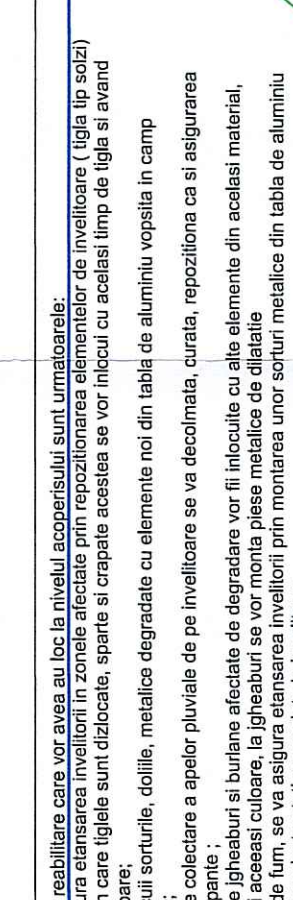 reabilitare care vor avea au loc la nivelul acoperisului sunt urmatoarele:
ura etansarea invelitorii in zonele afectate prin repozitionarea elementelor de invelitoare ( tigla tip solzi)
n care tiglele sunt dizlocate, sparte si crapate acestea se vor inlocui cu acelasi timp de tigla si avand
oare;
uii sorturile, doliile, metalice degradate cu elemente noi din tabla de aluminiu vopsita in camp
;
e colectare a apelor pluviale de pe invelitoare se va decolmata, curata, repozitiona ca si asigurarea
pante ;
e jgheaburi si burlane afectate de degradare vor fii inlocuite cu alte elemente din acelasi material,
i aceeasi culoare, la jgheaburi se vor monta piese metalice de dilatatie
de fum, se va asigura etansarea invelitorii prin montarea unor sorturi metalice din tabla de aluminiu